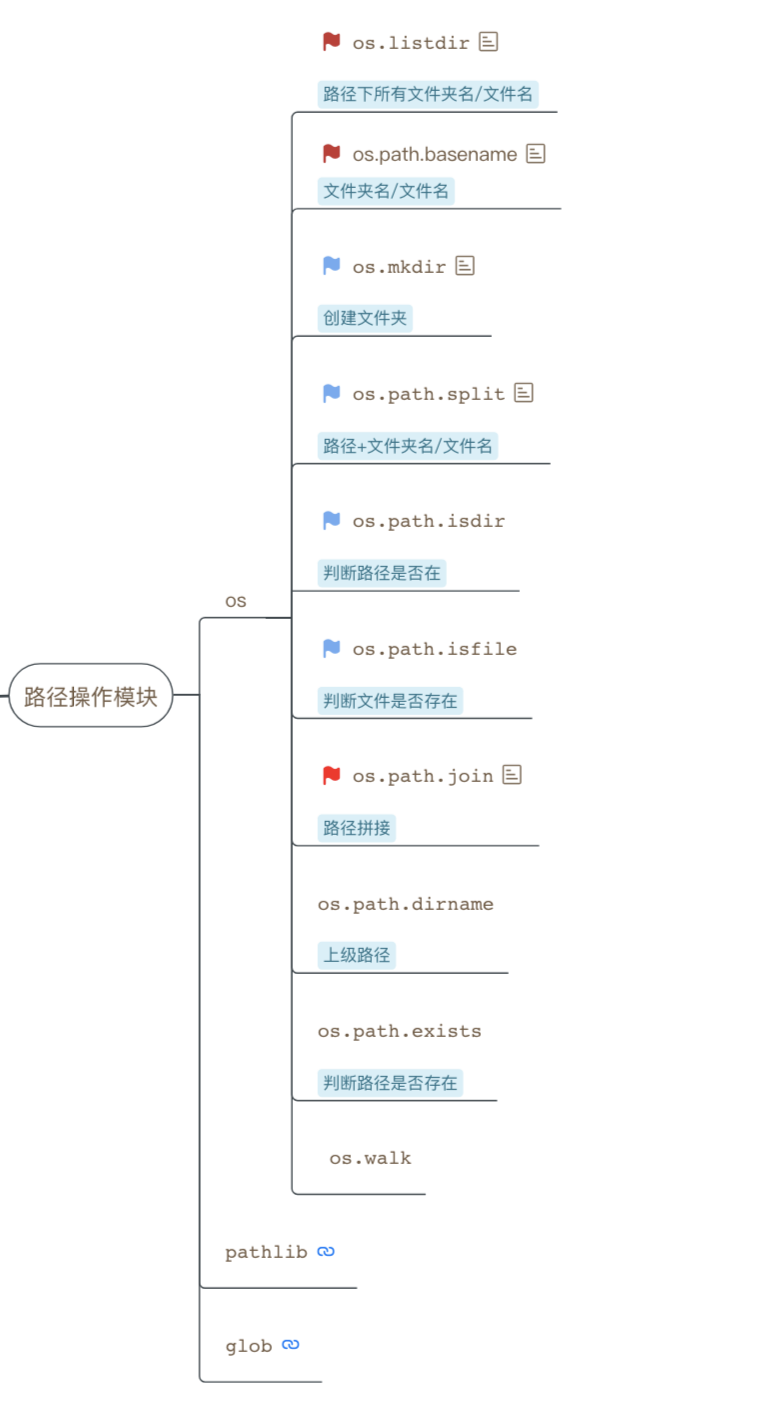 os.listdir
路径下所有文件夹名/文件名
os.path.basename
文件夹名/文件名
os.mkdir
创建文件夹
os.path.split
路径+文件夹名/文件名
os.path.isdir
判断路径是否在
os
os.path.isfile
路径操作模块
判断文件是否存在
os.path.join
路径拼接
os.path.dirname
上级路径
os.path.exists
判断路径是否存在
os.walk
pathlib
glob